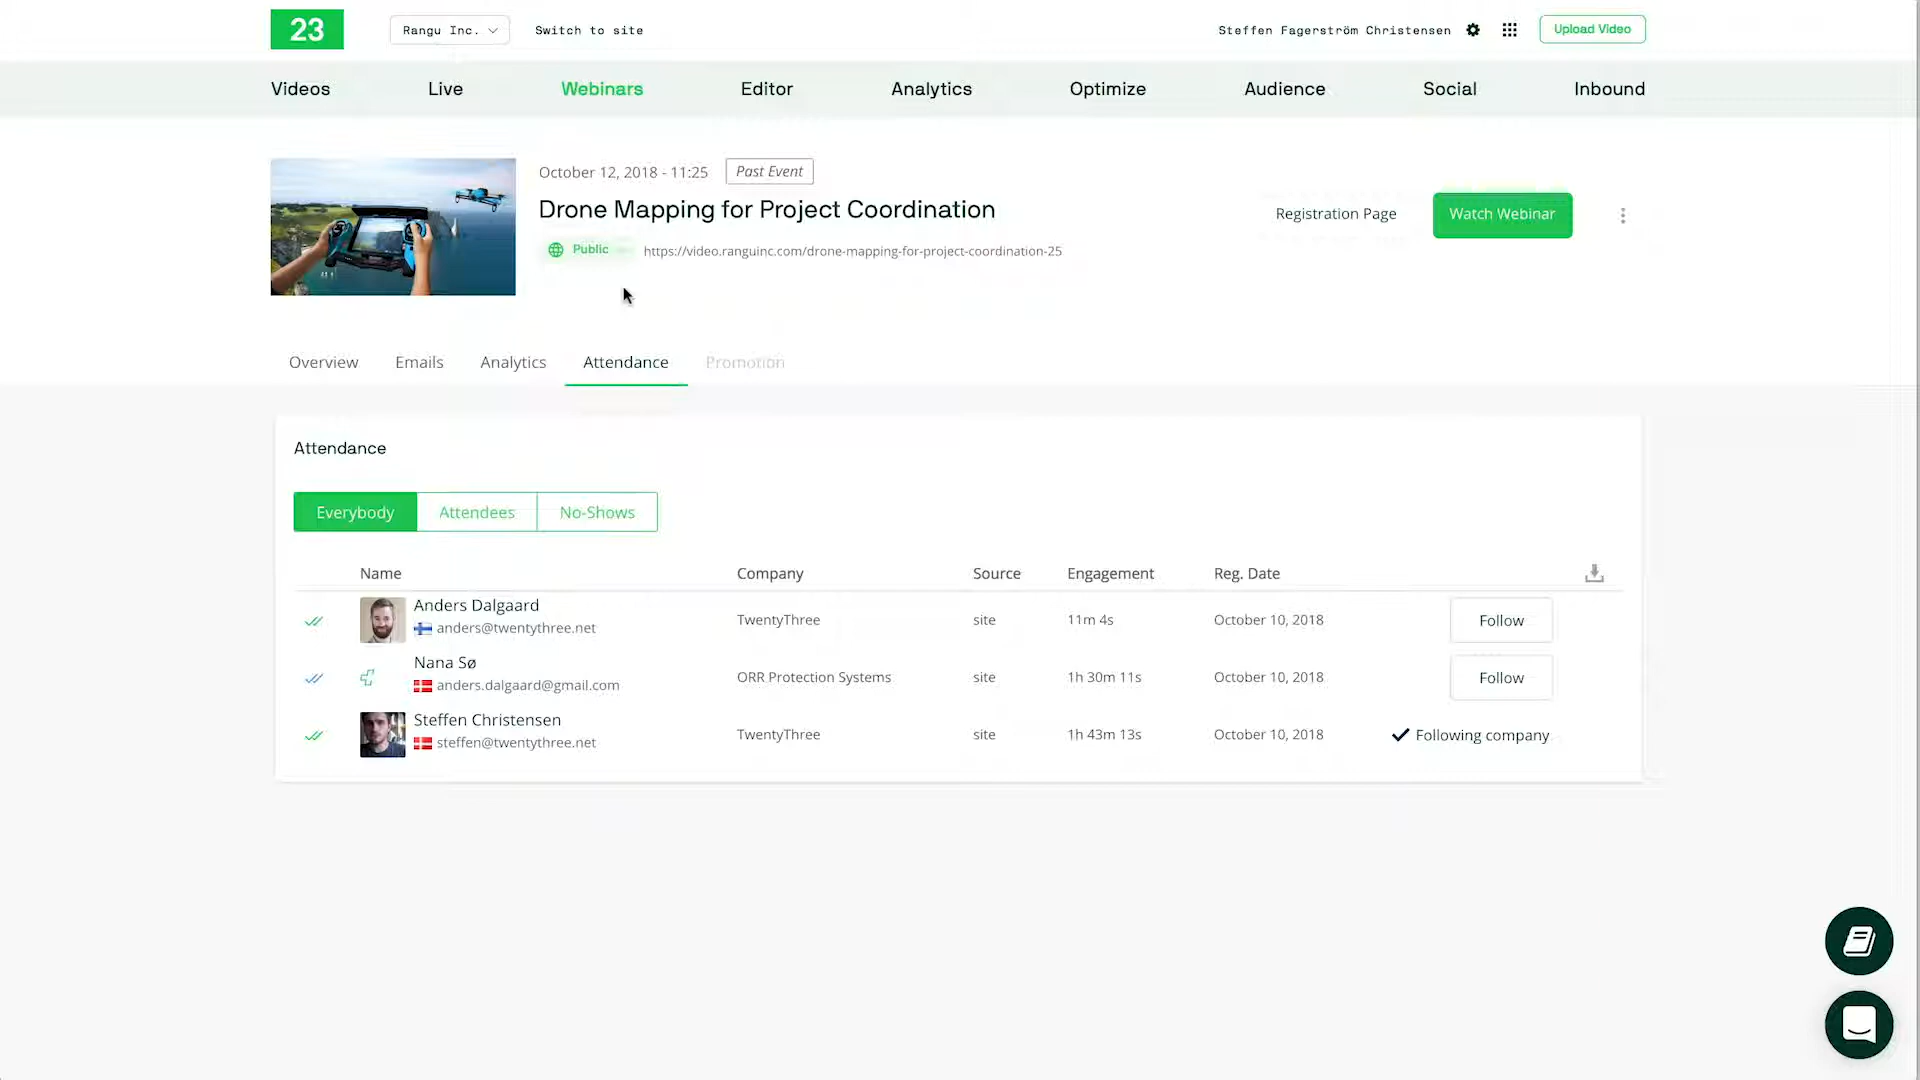 23
Rangu Inc.
Switch to site
Steffen Fagerström Christensen
Upload Video
Videos
Live
Webinars
Editor
Analytics
Optimize
Audience
Social
Inbound
October 12, 2018 - 11:25
Past Event
Drone Mapping for Project Coordination
Public
https://video.ranguinc.com/drone-mapping-for-project-coordination-25
Registration Page
Watch Webinar
Overview
Emails
Analytics
Attendance
Promotion
Attendance
Everybody
Attendees
No-Shows
Name
Company
Source
Engagement
Reg. Date
Anders Dalgaard
anders@twentythree.net
TwentyThree
site
11m 4s
October 10, 2018
Follow
Nana Sø
anders.dalgaard@gmail.com
ORR Protection Systems
site
1h 30m 11s
October 10, 2018
Follow
Steffen Christensen
steffen@twentythree.net
TwentyThree
site
1h 43m 13s
October 10, 2018
Following company